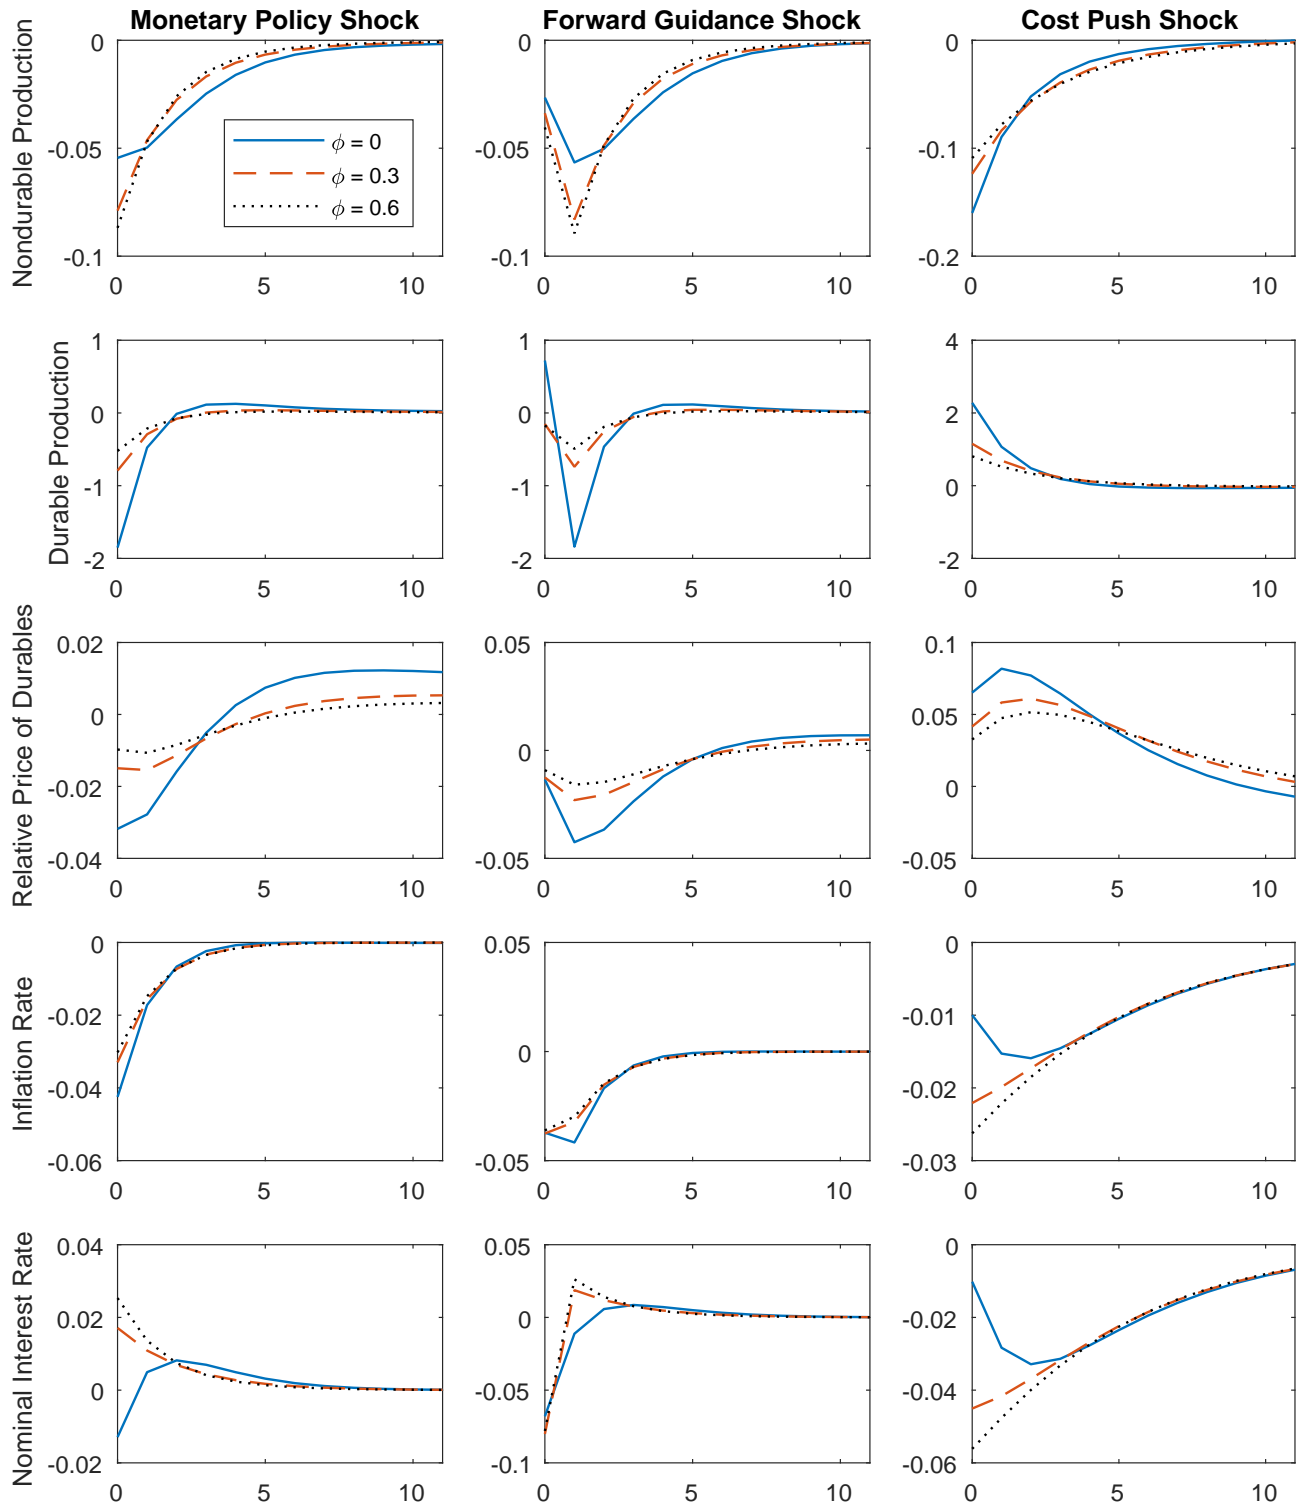 Monetary Policy Shock
Forward Guidance Shock
Cost Push Shock
Nondurable Production
0
-0.05
-0.1
0 5 10
ϕ = 0
ϕ = 0.3
ϕ = 0.6
0
-0.05
-0.1
0 5 10
0
-0.1
-0.2
0 5 10
Durable Production
1
0
-1
-2
0 5 10
1
0
-1
-2
0 5 10
4
2
0
-2
0 5 10
Relative Price of Durables
0.02
0
-0.02
-0.04
0 5 10
0.05
0
-0.05
0 5 10
0.1
0.05
0
-0.05
0 5 10
Inflation Rate
0
-0.02
-0.04
-0.06
0 5 10
0.05
0
-0.05
0 5 10
0
-0.01
-0.02
-0.03
0 5 10
Nominal Interest Rate
0.04
0.02
0
-0.02
0 5 10
0.05
0
-0.05
-0.1
0 5 10
0
-0.02
-0.04
-0.06
0 5 10